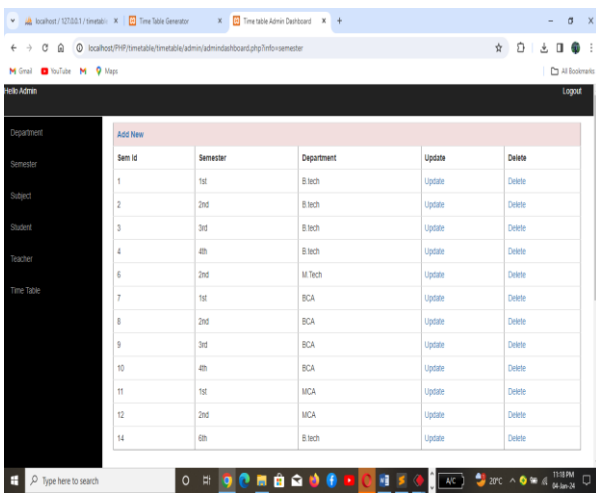 localhost / 127.0.0.1 / timetabl
Time Table Generator
Time table Admin Dashboard
localhost/PHP/timetable/timetable/admin/admindashboard.php?info=semester
Gmail YouTube Maps All Bookmarks
Hello Admin Logout
Department
Semester
Subject
Student
Teacher
Time Table
Add New
Sem Id Semester Department Update Delete
1 1st B.tech Update Delete
2 2nd B.tech Update Delete
3 3rd B.tech Update Delete
4 4th B.tech Update Delete
6 2nd M.Tech Update Delete
7 1st BCA Update Delete
8 2nd BCA Update Delete
9 3rd BCA Update Delete
10 4th BCA Update Delete
11 1st MCA Update Delete
12 2nd MCA Update Delete
14 6th B.tech Update Delete
Type here to search A/C 20°C 11:18 PM
04-Jan-24